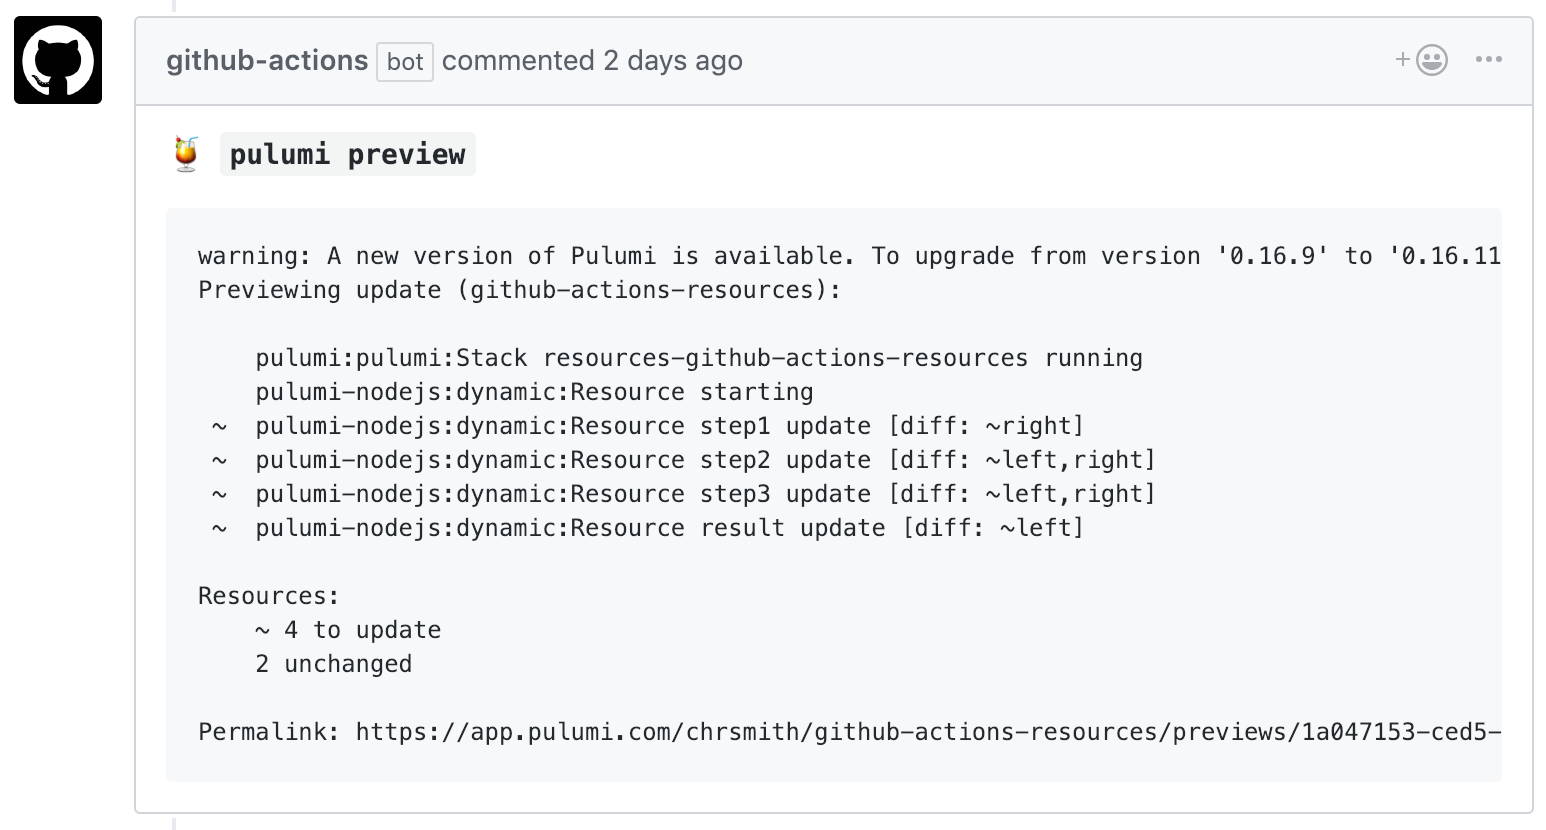 github-actions bot commented 2 days ago
pulumi preview
warning: A new version of Pulumi is available. To upgrade from version '0.16.9' to '0.16.11
Previewing update (github-actions-resources):
pulumi:pulumi:Stack resources-github-actions-resources running
pulumi-nodejs:dynamic:Resource starting
~  pulumi-nodejs:dynamic:Resource step1 update [diff: ~right]
~  pulumi-nodejs:dynamic:Resource step2 update [diff: ~left,right]
~  pulumi-nodejs:dynamic:Resource step3 update [diff: ~left,right]
~  pulumi-nodejs:dynamic:Resource result update [diff: ~left]
Resources:
~ 4 to update
2 unchanged
Permalink: https://app.pulumi.com/chrsmith/github-actions-resources/previews/1a047153-ced5-